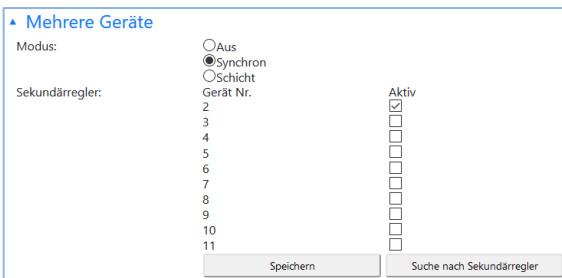 Mehrere Geräte
Modus: Aus
Synchron
Schicht
Sekundärregler: Gerät Nr. Aktiv
2
3
4
5
6
7
8
9
10
11
Speichern Suche nach Sekundärregler